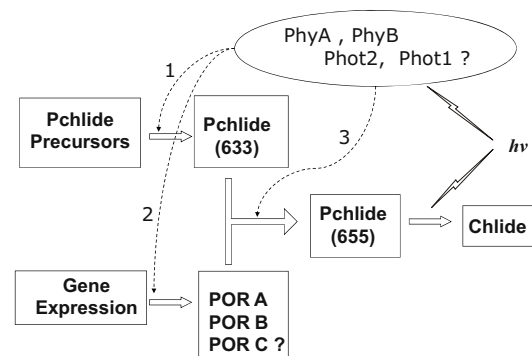 PhyA , PhyB
Phot2, Phot1 ?
1
Pchlide
Precursors
Pchlide
(633)
3
hv
2
Pchlide
(655)
Chlide
Gene
Expression
POR A
POR B
POR C ?